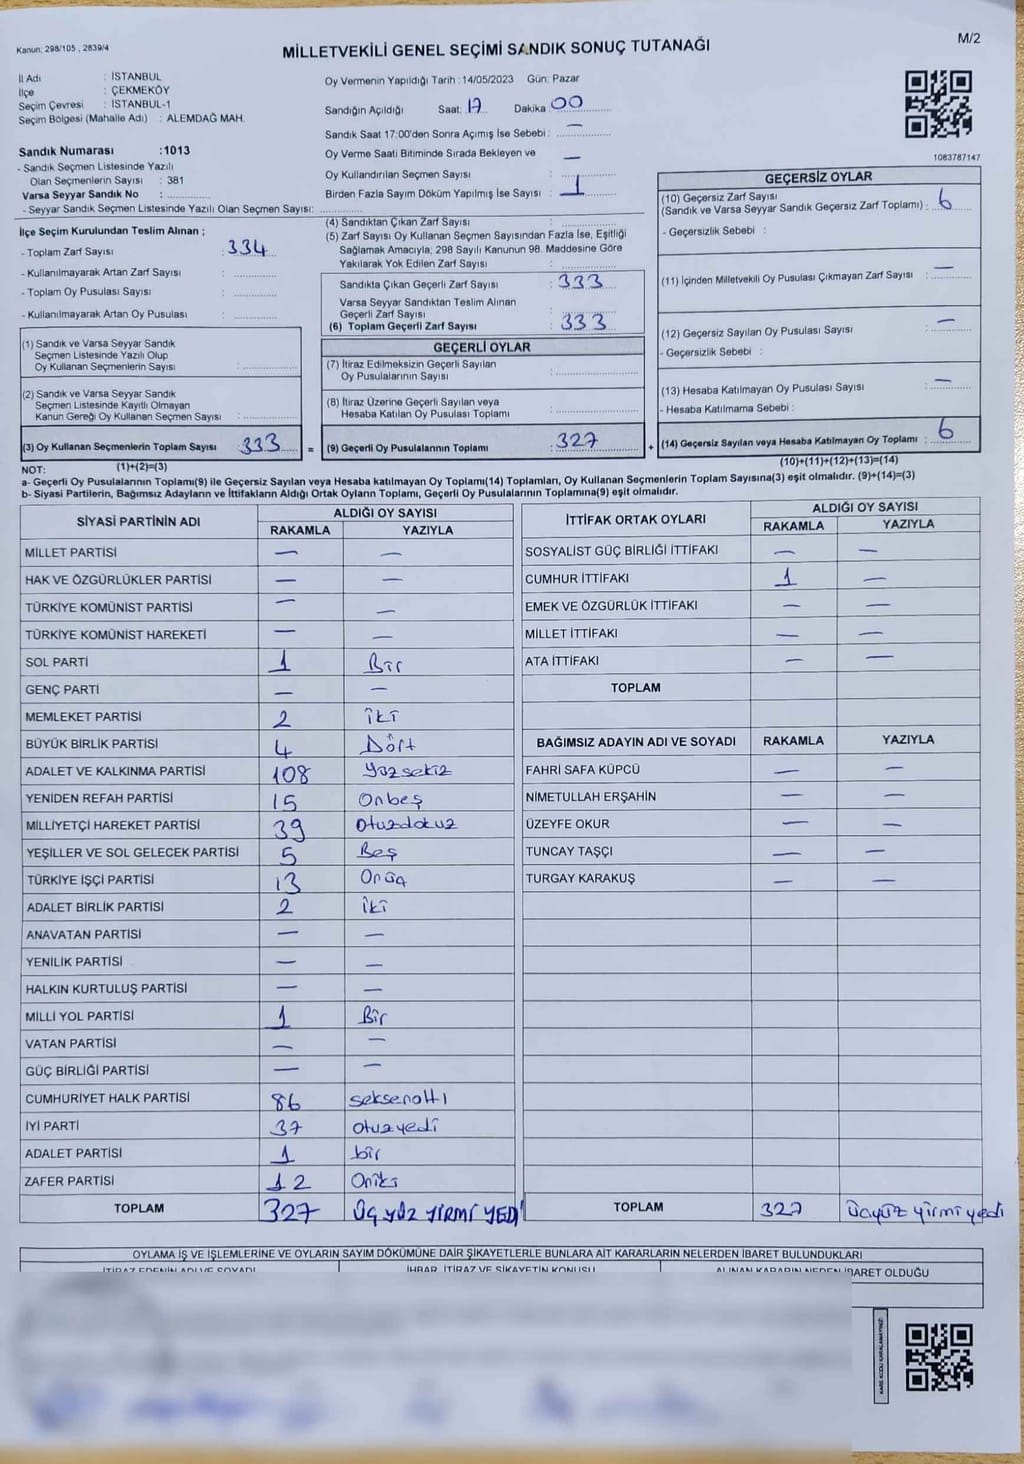 Kanun: 298/105 , 2839/4
MİLLETVEKİLİ GENEL SEÇİMİ SANDIK SONUÇ TUTANAĞI
M/2
İl Adı : İSTANBUL
İlçe : ÇEKMEKÖY
Seçim Çevresi : İSTANBUL-1
Seçim Bölgesi (Mahalle Adı) : ALEMDAĞ MAH.
Sandık Numarası :1013
- Sandık Seçmen Listesinde Yazılı
Olan Seçmenlerin Sayısı : 381
Varsa Seyyar Sandık No :
- Seyyar Sandık Seçmen Listesinde Yazılı Olan Seçmen Sayısı:
İlçe Seçim Kurulundan Teslim Alınan ;
- Toplam Zarf Sayısı : 334
- Kullanılmayarak Artan Zarf Sayısı :
- Toplam Oy Pusulası Sayısı :
- Kullanılmayarak Artan Oy Pusulası :
(1) Sandık ve Varsa Seyyar Sandık
Seçmen Listesinde Yazılı Olup
Oy Kullanan Seçmenlerin Sayısı :
(2) Sandık ve Varsa Seyyar Sandık
Seçmen Listesinde Kayıtlı Olmayan
Kanun Gereği Oy Kullanan Seçmen Sayısı :
(3) Oy Kullanan Seçmenlerin Toplam Sayısı : 333 =
(1)+(2)=(3)
Oy Vermenin Yapıldığı Tarih : 14/05/2023 Gün: Pazar
Sandığın Açıldığı Saat: 17 Dakika 00
Sandık Saat 17:00'den Sonra Açımış İse Sebebi : —
Oy Verme Saati Bitiminde Sırada Bekleyen ve
Oy Kullandırılan Seçmen Sayısı : —
Birden Fazla Sayım Döküm Yapılmış İse Sayısı : 1
(4) Sandıktan Çıkan Zarf Sayısı :
(5) Zarf Sayısı Oy Kullanan Seçmen Sayısından Fazla İse, Eşitliği
Sağlamak Amacıyla; 298 Sayılı Kanunun 98. Maddesine Göre
Yakılarak Yok Edilen Zarf Sayısı :
Sandıkta Çıkan Geçerli Zarf Sayısı : 333
Varsa Seyyar Sandıktan Teslim Alınan
Geçerli Zarf Sayısı :
(6) Toplam Geçerli Zarf Sayısı : 333
GEÇERLİ OYLAR
(7) İtiraz Edilmeksizin Geçerli Sayılan
Oy Pusulalarının Sayısı :
(8) İtiraz Üzerine Geçerli Sayılan veya
Hesaba Katılan Oy Pusulası Toplamı :
(9) Geçerli Oy Pusulalarının Toplamı : 327 +
1083787147
GEÇERSİZ OYLAR
(10) Geçersiz Zarf Sayısı
(Sandık ve Varsa Seyyar Sandık Geçersiz Zarf Toplamı) : 6
- Geçersizlik Sebebi :
(11) İçinden Milletvekili Oy Pusulası Çıkmayan Zarf Sayısı : —
(12) Geçersiz Sayılan Oy Pusulası Sayısı : —
- Geçersizlik Sebebi :
(13) Hesaba Katılmayan Oy Pusulası Sayısı : —
- Hesaba Katılmama Sebebi :
(14) Geçersiz Sayılan veya Hesaba Katılmayan Oy Toplamı : 6
(10)+(11)+(12)+(13)=(14)
NOT:
a- Geçerli Oy Pusulalarının Toplamı(9) ile Geçersiz Sayılan veya Hesaba katılmayan Oy Toplamı(14) Toplamları, Oy Kullanan Seçmenlerin Toplam Sayısına(3) eşit olmalıdır. (9)+(14)=(3)
b- Siyasi Partilerin, Bağımsız Adayların ve İttifakların Aldığı Ortak Oyların Toplamı, Geçerli Oy Pusulalarının Toplamına(9) eşit olmalıdır.
SİYASİ PARTİNİN ADI ALDIĞI OY SAYISI
RAKAMLA YAZIYLA
MİLLET PARTİSİ — —
HAK VE ÖZGÜRLÜKLER PARTİSİ — —
TÜRKİYE KOMÜNİST PARTİSİ — —
TÜRKİYE KOMÜNİST HAREKETİ — —
SOL PARTİ 1 Bir
GENÇ PARTİ — —
MEMLEKET PARTİSİ 2 İki
BÜYÜK BİRLİK PARTİSİ 4 Dört
ADALET VE KALKINMA PARTİSİ 108 Yüzsekiz
YENİDEN REFAH PARTİSİ 15 Onbeş
MİLLİYETÇİ HAREKET PARTİSİ 39 Otuzdokuz
YEŞİLLER VE SOL GELECEK PARTİSİ 5 Beş
TÜRKİYE İŞÇİ PARTİSİ 13 Onüç
ADALET BİRLİK PARTİSİ 2 İki
ANAVATAN PARTİSİ — —
YENİLİK PARTİSİ — —
HALKIN KURTULUŞ PARTİSİ — —
MİLLİ YOL PARTİSİ 1 Bir
VATAN PARTİSİ — —
GÜÇ BİRLİĞİ PARTİSİ — —
CUMHURİYET HALK PARTİSİ 86 seksenaltı
İYİ PARTİ 37 otuzyedi
ADALET PARTİSİ 1 bir
ZAFER PARTİSİ 12 Oniki
TOPLAM 327 ÜÇ YÜZ YİRMİ YEDİ
İTTİFAK ORTAK OYLARI ALDIĞI OY SAYISI
RAKAMLA YAZIYLA
SOSYALİST GÜÇ BİRLİĞİ İTTİFAKI — —
CUMHUR İTTİFAKI 1 —
EMEK VE ÖZGÜRLÜK İTTİFAKI — —
MİLLET İTTİFAKI — —
ATA İTTİFAKI — —
TOPLAM
BAĞIMSIZ ADAYIN ADI VE SOYADI RAKAMLA YAZIYLA
FAHRİ SAFA KÜPCÜ — —
NİMETULLAH ERŞAHİN — —
ÜZEYFE OKUR — —
TUNCAY TAŞÇI — —
TURGAY KARAKUŞ — —
TOPLAM 327 üçyüz yirmi yedi
OYLAMA İŞ VE İŞLEMLERİNE VE OYLARIN SAYIM DÖKÜMÜNE DAİR ŞİKAYETLERLE BUNLARA AİT KARARLARIN NELERDEN İBARET BULUNDUKLARI
İTİRAZ EDENİN ADI VE SOYADI İHBAR, İTİRAZ VE ŞİKAYETİN KONUSU ALINAN KARARIN NEDEN İBARET OLDUĞU
KARE KODU KARALAMAYINIZ!